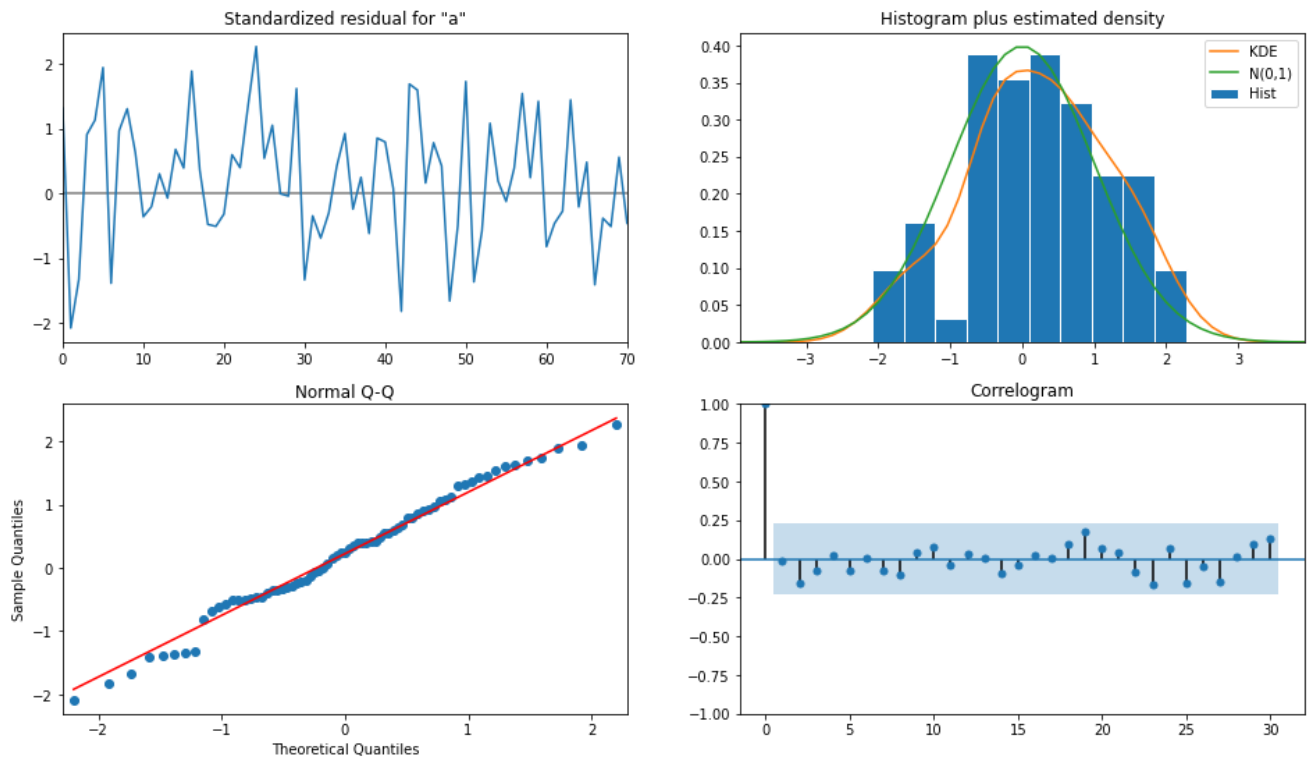 Standardized residual for "a"
2
1
0
−1
−2
0 10 20 30 40 50 60 70
Histogram plus estimated density
KDE
N(0,1)
Hist
0.40
0.35
0.30
0.25
0.20
0.15
0.10
0.05
0.00
−3 −2 −1 0 1 2 3
Normal Q-Q
Sample Quantiles
2
1
0
−1
−2
−2 −1 0 1 2
Theoretical Quantiles
Correlogram
1.00
0.75
0.50
0.25
0.00
−0.25
−0.50
−0.75
−1.00
0 5 10 15 20 25 30